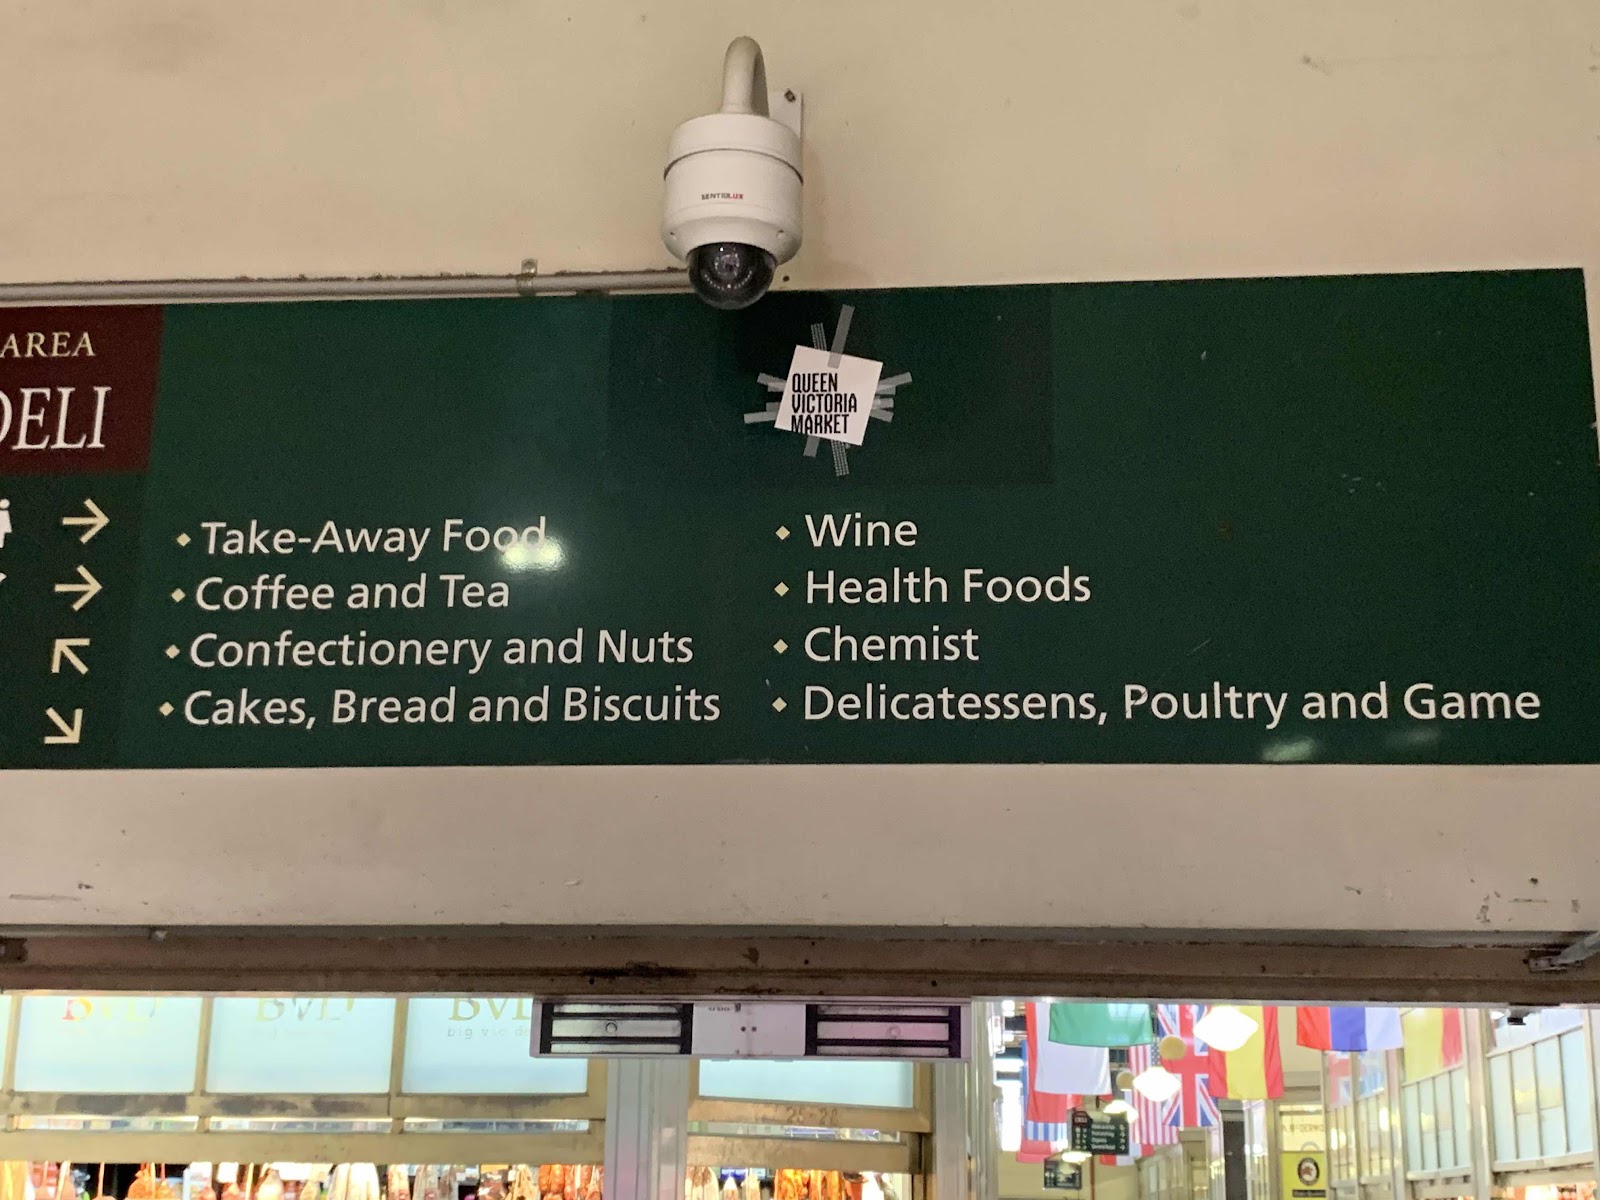 SENTIOLUX
AREA
DELI
QUEEN
VICTORIA
MARKET
Take-Away Food
Coffee and Tea
Confectionery and Nuts
Cakes, Bread and Biscuits
Wine
Health Foods
Chemist
Delicatessens, Poultry and Game